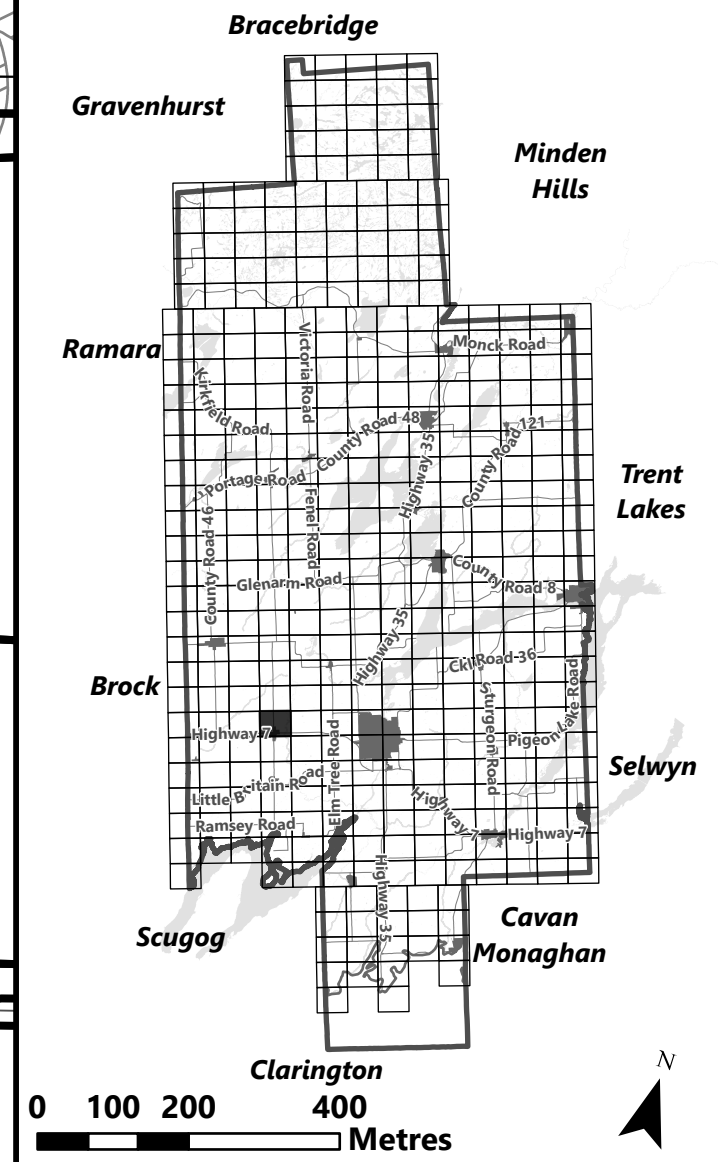 Bracebridge
Gravenhurst
Minden
Hills
Ramara
Monck Road
Victoria Road
Kirkfield Road
County Road 48
121
County Road
Highway 35
Portage Road
Trent
Lakes
Fenel Road
County Road 46
Glenarm Road
County Road 8
Highway 35
Ckl Road 36
Brock
Sturgeon Road
Pigeon Lake Road
Highway 7
Elm Tree Road
Selwyn
Little Britain Road
Highway 7
Ramsey Road
Highway 7
Highway 35
Scugog
Cavan
Monaghan
Clarington
N
0 100 200 400
Metres